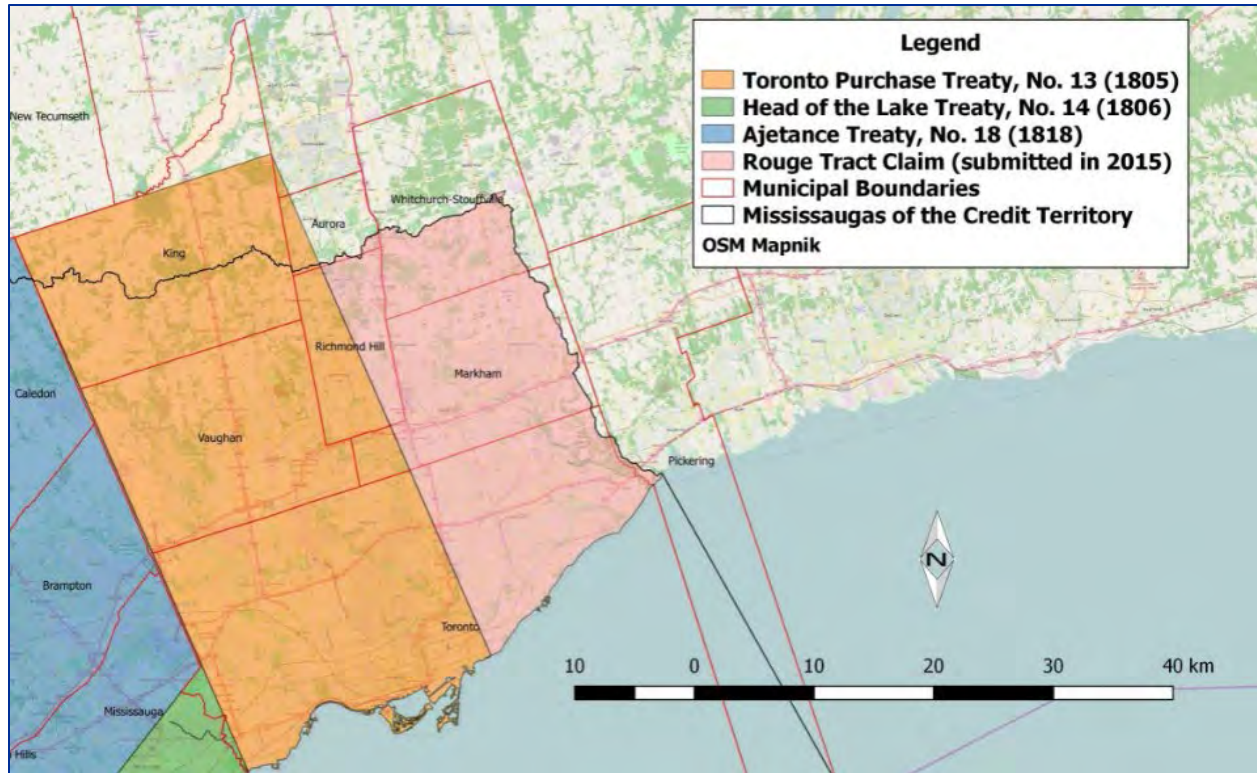 Legend
Toronto Purchase Treaty, No. 13 (1805)
Head of the Lake Treaty, No. 14 (1806)
Ajetance Treaty, No. 18 (1818)
Rouge Tract Claim (submitted in 2015)
Municipal Boundaries
Mississaugas of the Credit Territory
OSM Mapnik
New Tecumseth
Whitchurch-Stouffville
Aurora
King
Richmond Hill
Markham
Caledon
Vaughan
Pickering
Brampton
Toronto
Mississauga
Hills
N
10 0 10 20 30 40 km